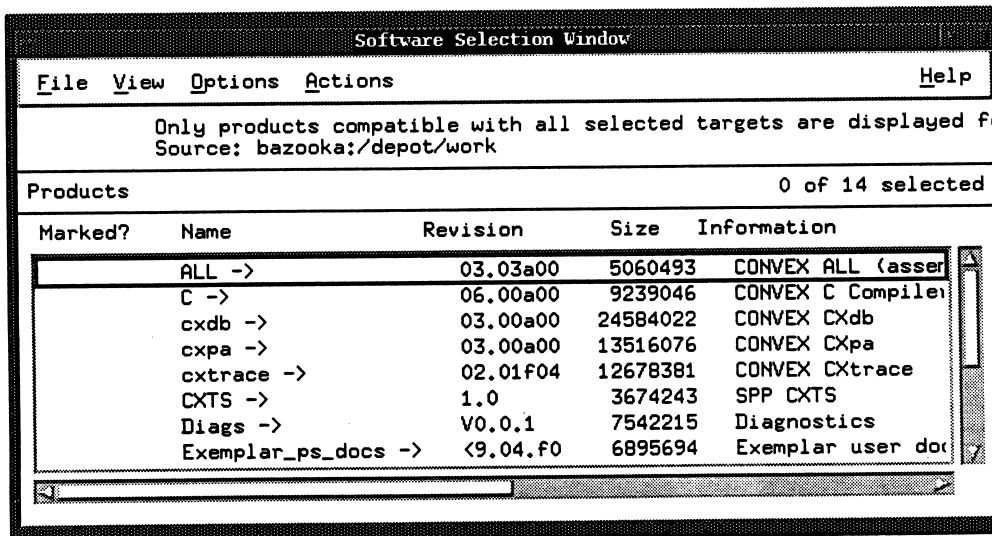 Software Selection Window
File View Options Actions Help
Only products compatible with all selected targets are displayed f
Source: bazooka:/depot/work
Products 0 of 14 selected
Marked? Name Revision Size Information
ALL -> 03.03a00 5060493 CONVEX ALL (assem
C -> 06.00a00 9239046 CONVEX C Compiler
cxdb -> 03.00a00 24584022 CONVEX CXdb
cxpa -> 03.00a00 13516076 CONVEX CXpa
cxtrace -> 02.01f04 12678381 CONVEX CXtrace
CXTS -> 1.0 3674243 SPP CXTS
Diags -> V0.0.1 7542215 Diagnostics
Exemplar_ps_docs -> <9.04.f0 6895694 Exemplar user doc